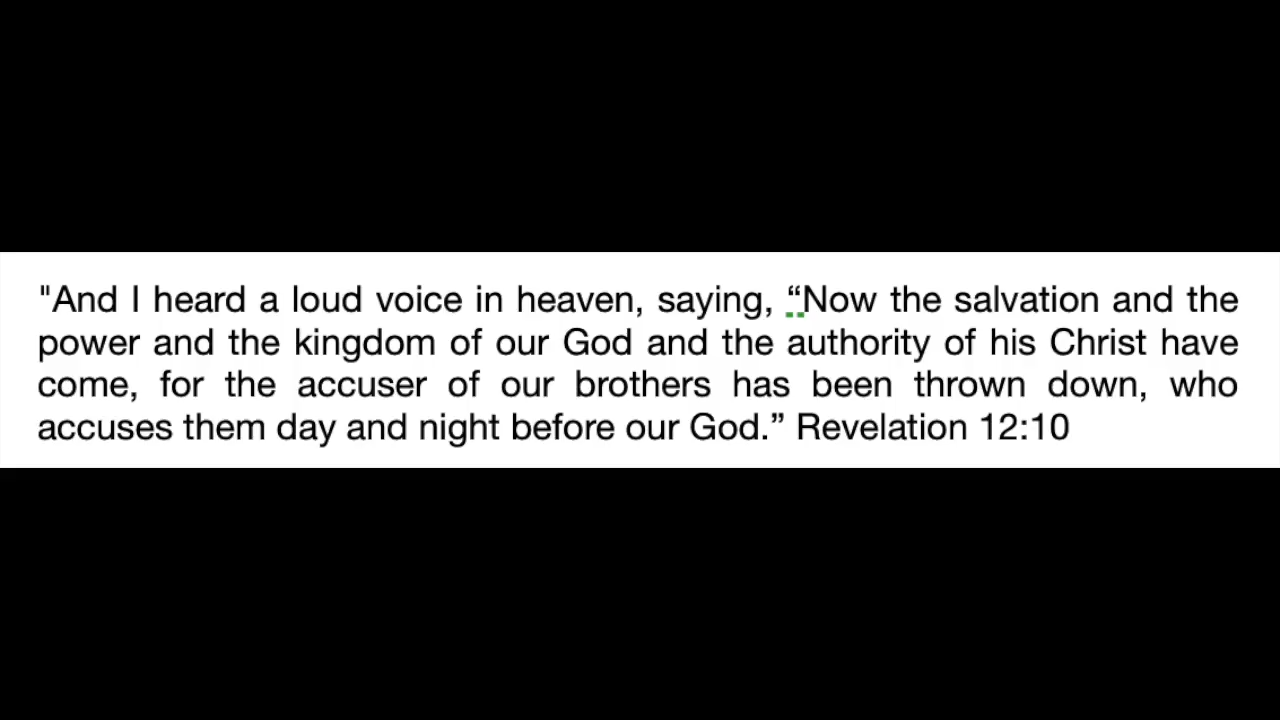 "And I heard a loud voice in heaven, saying, “Now the salvation and the
power and the kingdom of our God and the authority of his Christ have
come, for the accuser of our brothers has been thrown down, who
accuses them day and night before our God.” Revelation 12:10